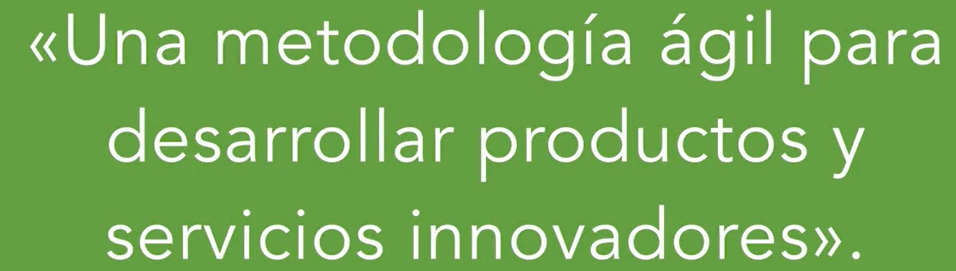 «Una metodología ágil para
desarrollar productos y
servicios innovadores».